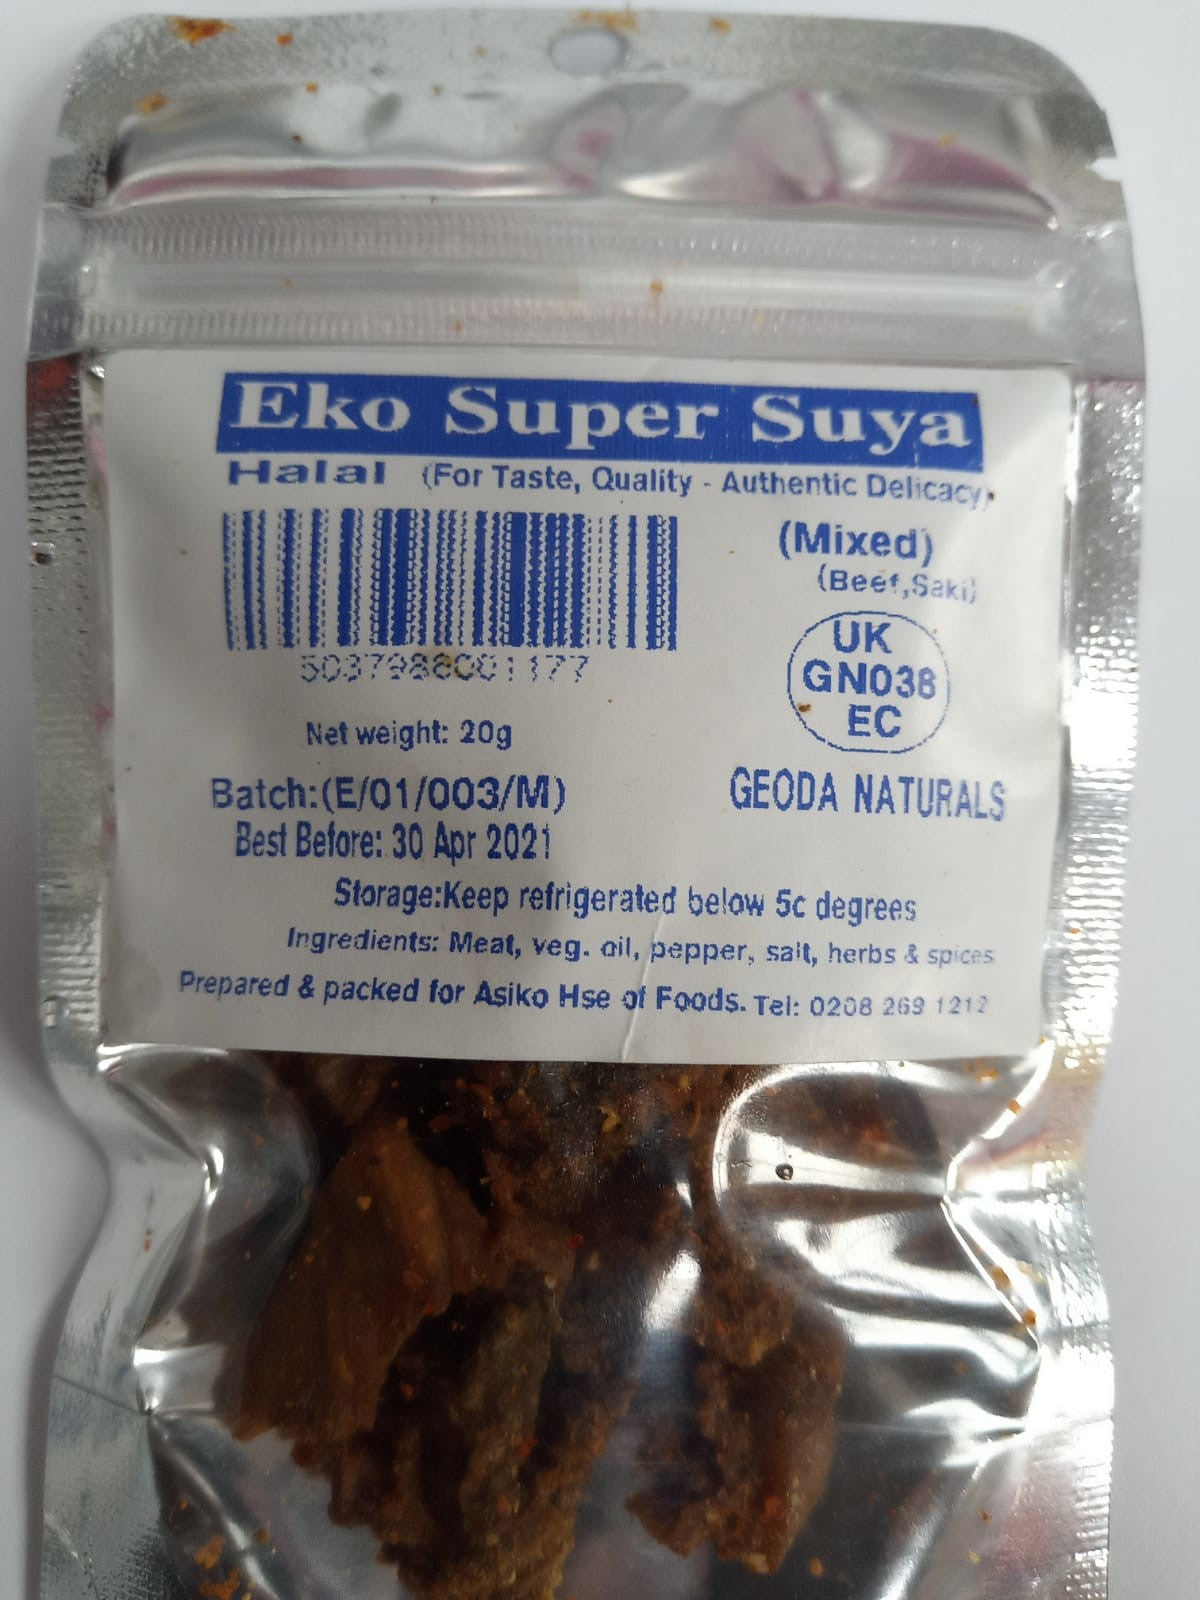 Eko Super Suya
Halal (For Taste, Quality - Authentic Delicacy)
(Mixed)
(Beef,Saki)
5037988001177
UK
GN038
EC
Net weight: 20g
Batch:(E/01/003/M)
GEODA NATURALS
Best Before: 30 Apr 2021
Storage:Keep refrigerated below 5c degrees
Ingredients: Meat, veg. oil, pepper, salt, herbs & spices
Prepared & packed for Asiko Hse of Foods. Tel: 0208 269 1212